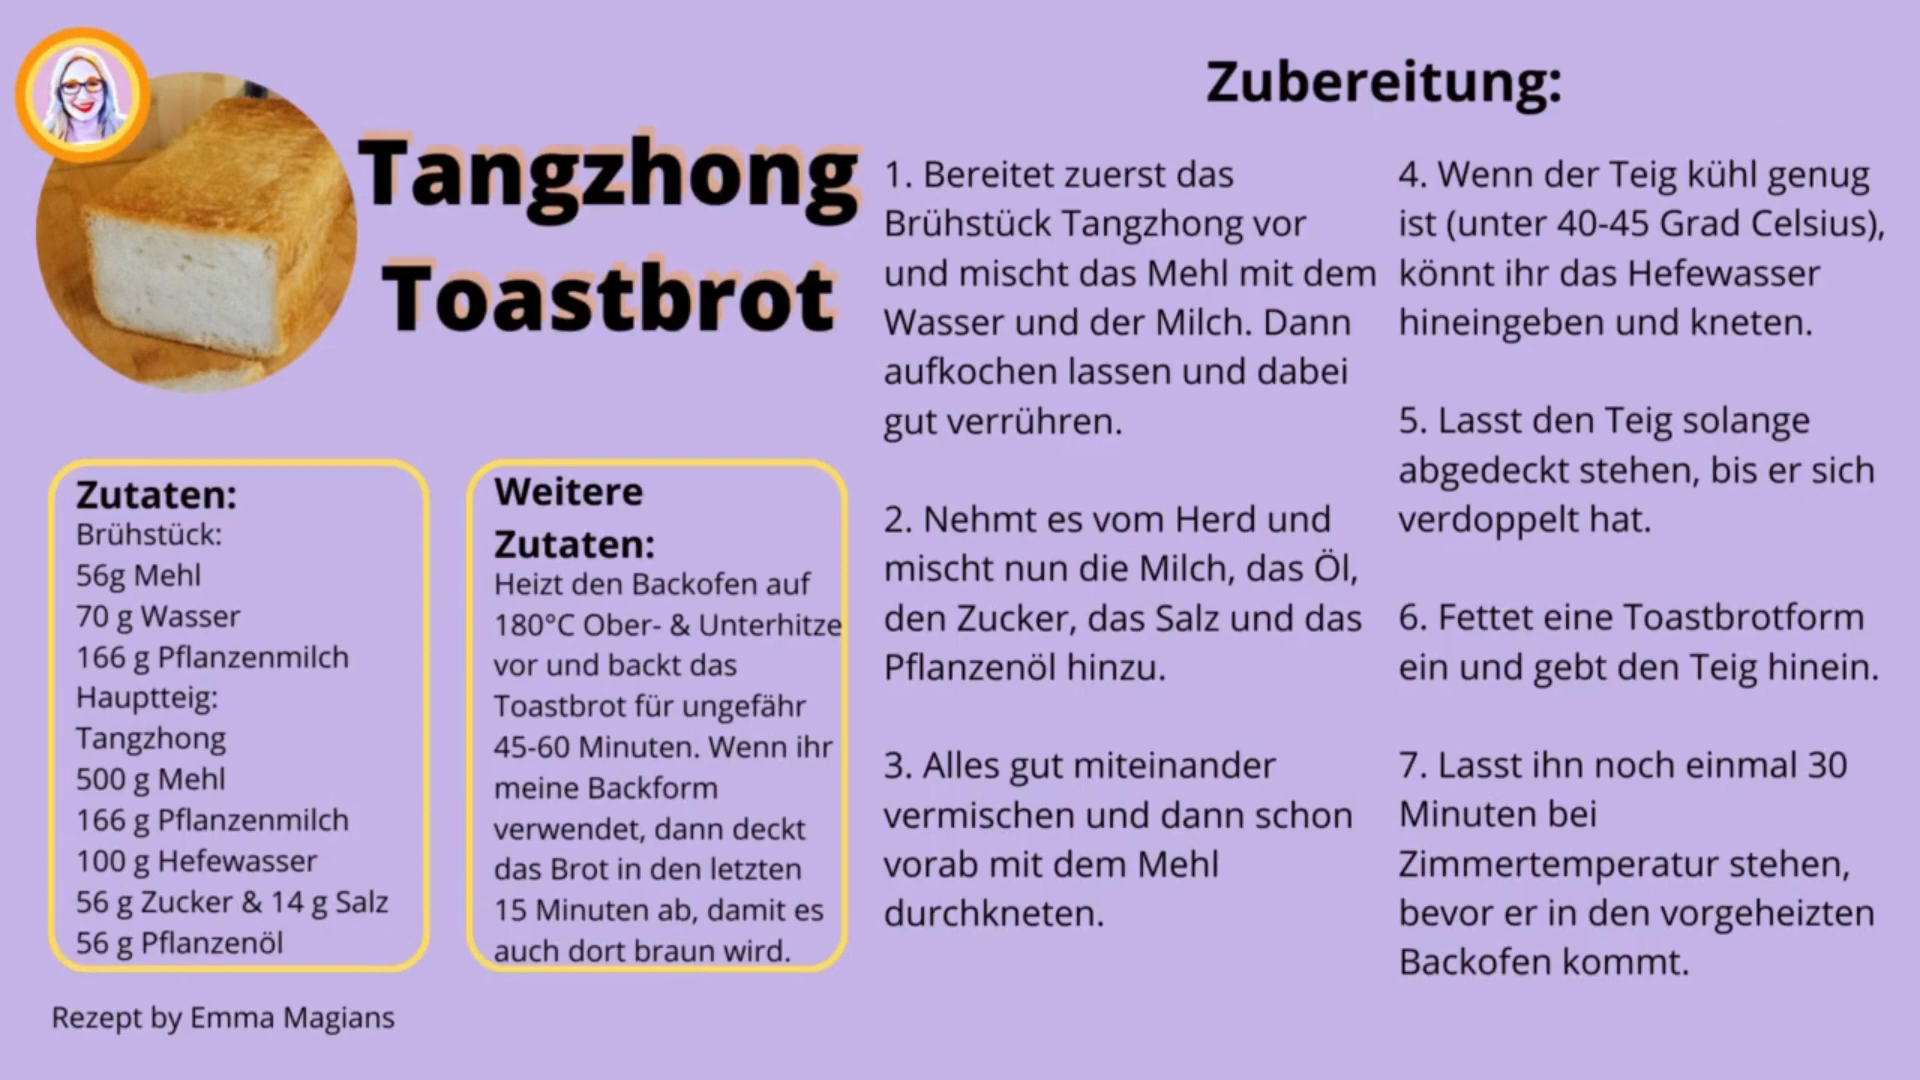 Tangzhong
Toastbrot
Zutaten:
Brühstück:
56g Mehl
70 g Wasser
166 g Pflanzenmilch
Hauptteig:
Tangzhong
500 g Mehl
166 g Pflanzenmilch
100 g Hefewasser
56 g Zucker & 14 g Salz
56 g Pflanzenöl
Weitere
Zutaten:
Heizt den Backofen auf
180°C Ober- & Unterhitze
vor und backt das
Toastbrot für ungefähr
45-60 Minuten. Wenn ihr
meine Backform
verwendet, dann deckt
das Brot in den letzten
15 Minuten ab, damit es
auch dort braun wird.
Rezept by Emma Magians
Zubereitung:
1. Bereitet zuerst das
Brühstück Tangzhong vor
und mischt das Mehl mit dem
Wasser und der Milch. Dann
aufkochen lassen und dabei
gut verrühren.
2. Nehmt es vom Herd und
mischt nun die Milch, das Öl,
den Zucker, das Salz und das
Pflanzenöl hinzu.
3. Alles gut miteinander
vermischen und dann schon
vorab mit dem Mehl
durchkneten.
4. Wenn der Teig kühl genug
ist (unter 40-45 Grad Celsius),
könnt ihr das Hefewasser
hineingeben und kneten.
5. Lasst den Teig solange
abgedeckt stehen, bis er sich
verdoppelt hat.
6. Fettet eine Toastbrotform
ein und gebt den Teig hinein.
7. Lasst ihn noch einmal 30
Minuten bei
Zimmertemperatur stehen,
bevor er in den vorgeheizten
Backofen kommt.